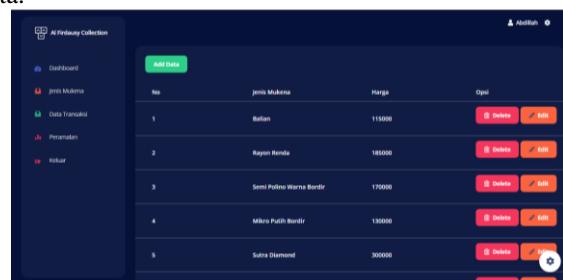 ta.
Abdillah
Al Firdausy Collection
Dashboard
Jenis Mukena
Data Transaksi
Peramalan
Keluar
Add Data
No Jenis Mukena Harga Opsi
1 Balian 115000 Delete Edit
2 Rayon Renda 185000 Delete Edit
3 Semi Polino Warna Bordir 170000 Delete Edit
4 Mikro Putih Bordir 130000 Delete Edit
5 Sutra Diamond 300000 Delete